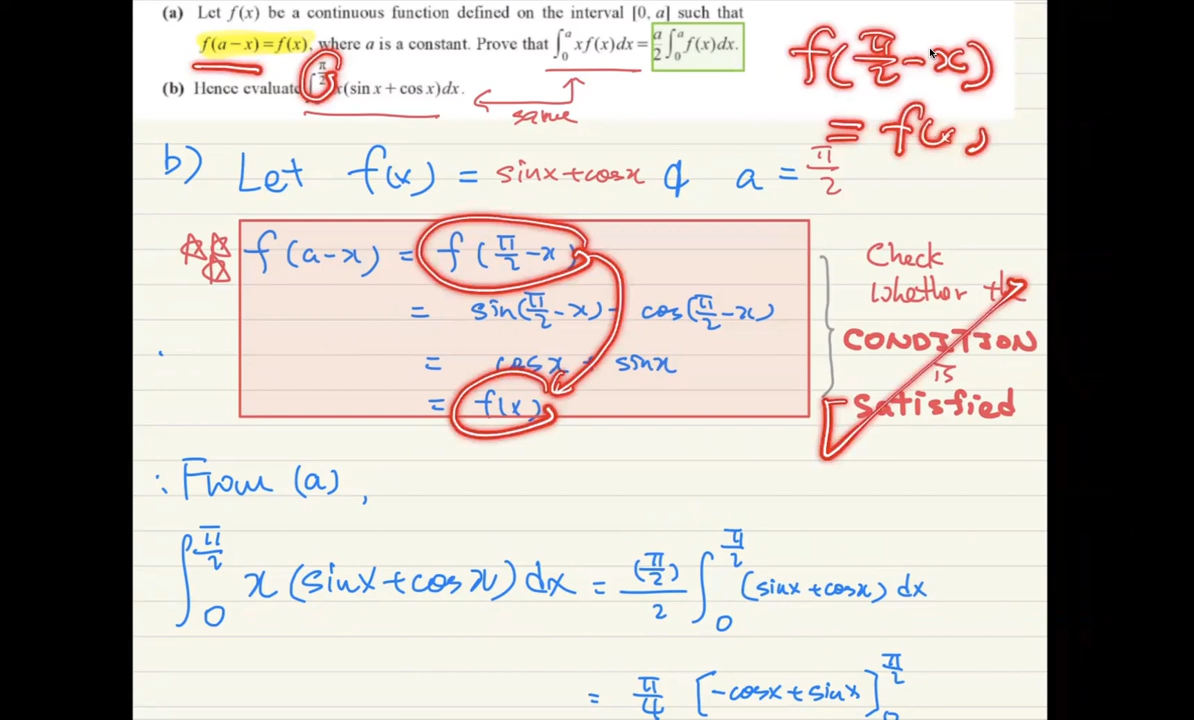 (a) Let f(x) be a continuous function defined on the interval [0, a] such that
f(a−x)=f(x), where a is a constant. Prove that ∫₀ᵃ xf(x)dx = a/2 ∫₀ᵃ f(x)dx.
(b) Hence evaluate ∫ π/2 x(sin x + cos x)dx.
same
f(π/2 − x)
= f(x)
b) Let f(x) = sinx+cosx & a = π/2
f(a-x) = f(π/2 − x)
= sin(π/2 − x) + cos(π/2 − x)
= cosx + sinx
= f(x)
Check
whether the
CONDITION
is
Satisfied
∴ From (a),
∫₀^(π/2) x(sinx+cosx)dx = (π/2)/2 ∫₀^(π/2) (sinx+cosx) dx
= π/4 [-cosx+sinx]₀^(π/2)